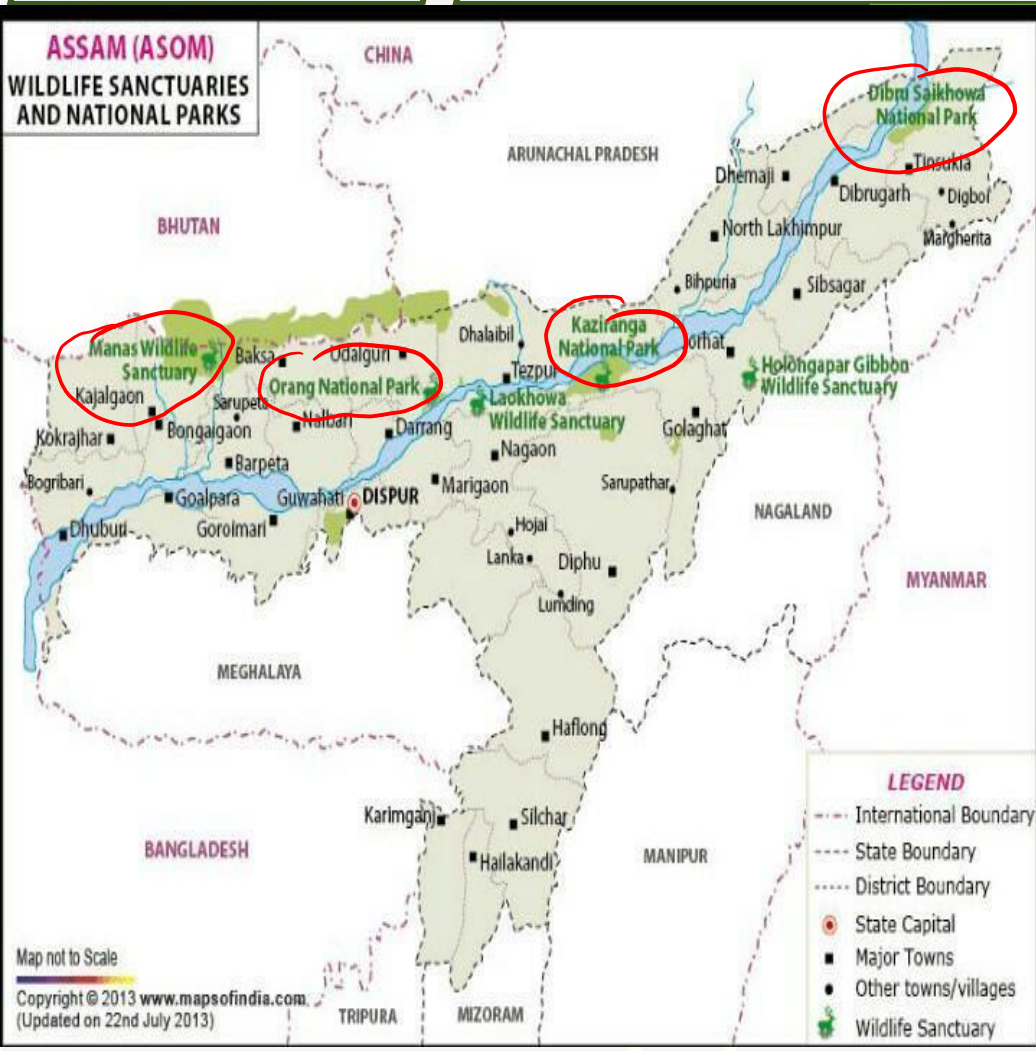 ASSAM (ASOM)
WILDLIFE SANCTUARIES
AND NATIONAL PARKS
CHINA
ARUNACHAL PRADESH
BHUTAN
Dibru Saikhowa
National Park
Tinsukia
Dhemaji
Dibrugarh
Digboi
North Lakhimpur
Margherita
Bihpuria
Sibsagar
Manas Wildlife
Sanctuary
Baksa
Udalguri
Dhalaibil
Kaziranga
National Park
orhat
Kajalgaon
Orang National Park
Tezpur
Holongapar Gibbon
Wildlife Sanctuary
Sarupeta
Laokhowa
Wildlife Sanctuary
Kokrajhar
Bongaigaon
Nalbari
Darrang
Golaghat
Barpeta
Nagaon
Bogribari
Goalpara
Guwahati
DISPUR
Marigaon
Sarupathar
Dhuburi
Goroimari
Hojai
NAGALAND
Lanka
Diphu
MYANMAR
Lumding
MEGHALAYA
Haflong
Karimganj
Silchar
BANGLADESH
Hailakandi
MANIPUR
LEGEND
International Boundary
State Boundary
District Boundary
State Capital
Major Towns
Other towns/villages
Wildlife Sanctuary
Map not to Scale
Copyright © 2013 www.mapsofindia.com
(Updated on 22nd July 2013)
TRIPURA
MIZORAM